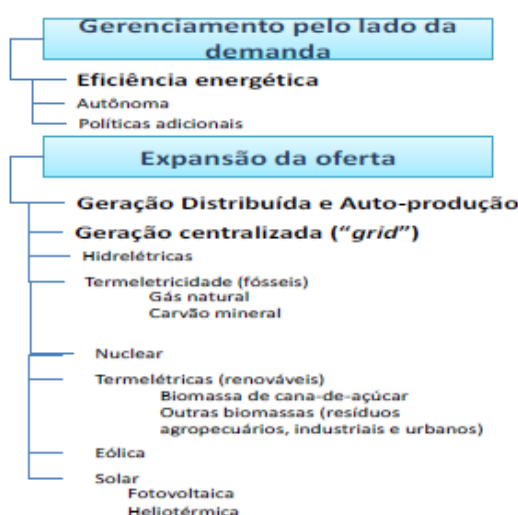 Gerenciamento pelo lado da
demanda
Eficiência energética
Autônoma
Políticas adicionais
Expansão da oferta
Geração Distribuída e Auto-produção
Geração centralizada (“grid”)
Hidrelétricas
Termeletricidade (fósseis)
Gás natural
Carvão mineral
Nuclear
Termelétricas (renováveis)
Biomassa de cana-de-açúcar
Outras biomassas (resíduos
agropecuários, industriais e urbanos)
Eólica
Solar
Fotovoltaica
Heliotérmica